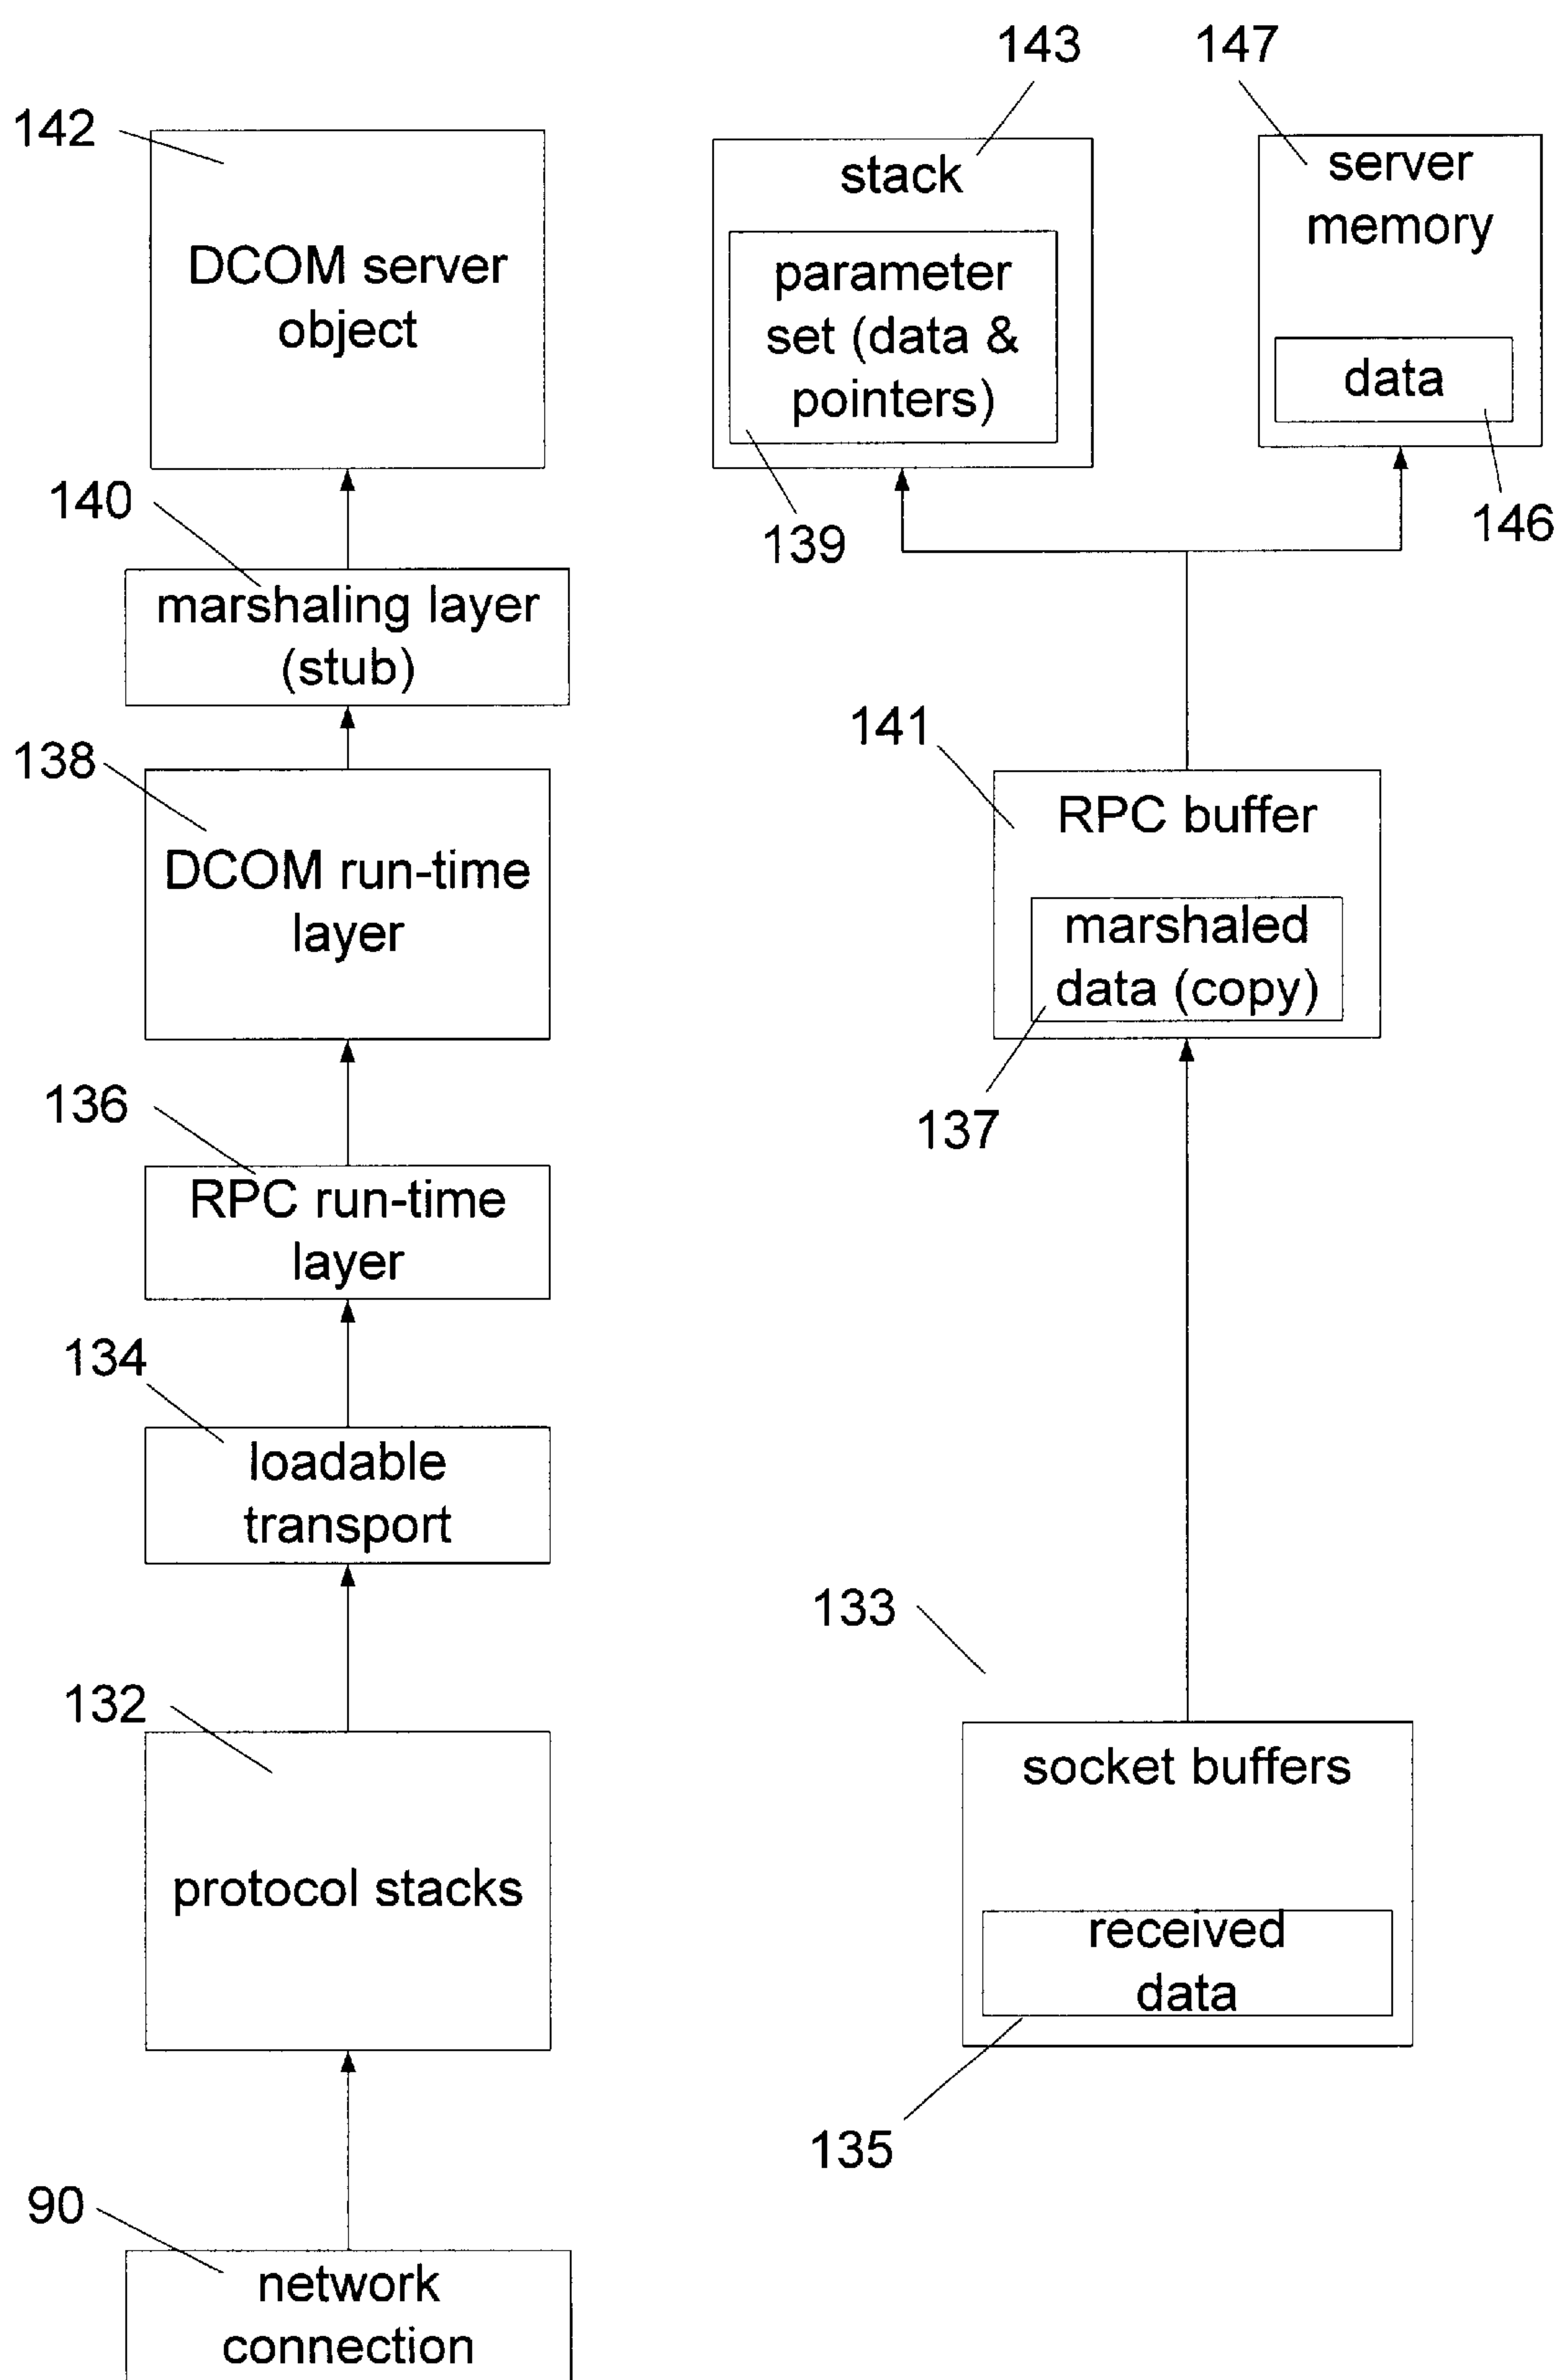 143
147
142
stack
server
memory
DCOM server
object
parameter
set (data &
pointers)
data
140
139
146
marshaling layer
(stub)
141
138
RPC buffer
DCOM run-time
layer
marshaled
data (copy)
136
137
RPC run-time
layer
134
loadable
transport
133
132
socket buffers
protocol stacks
received
data
135
90
network
connection